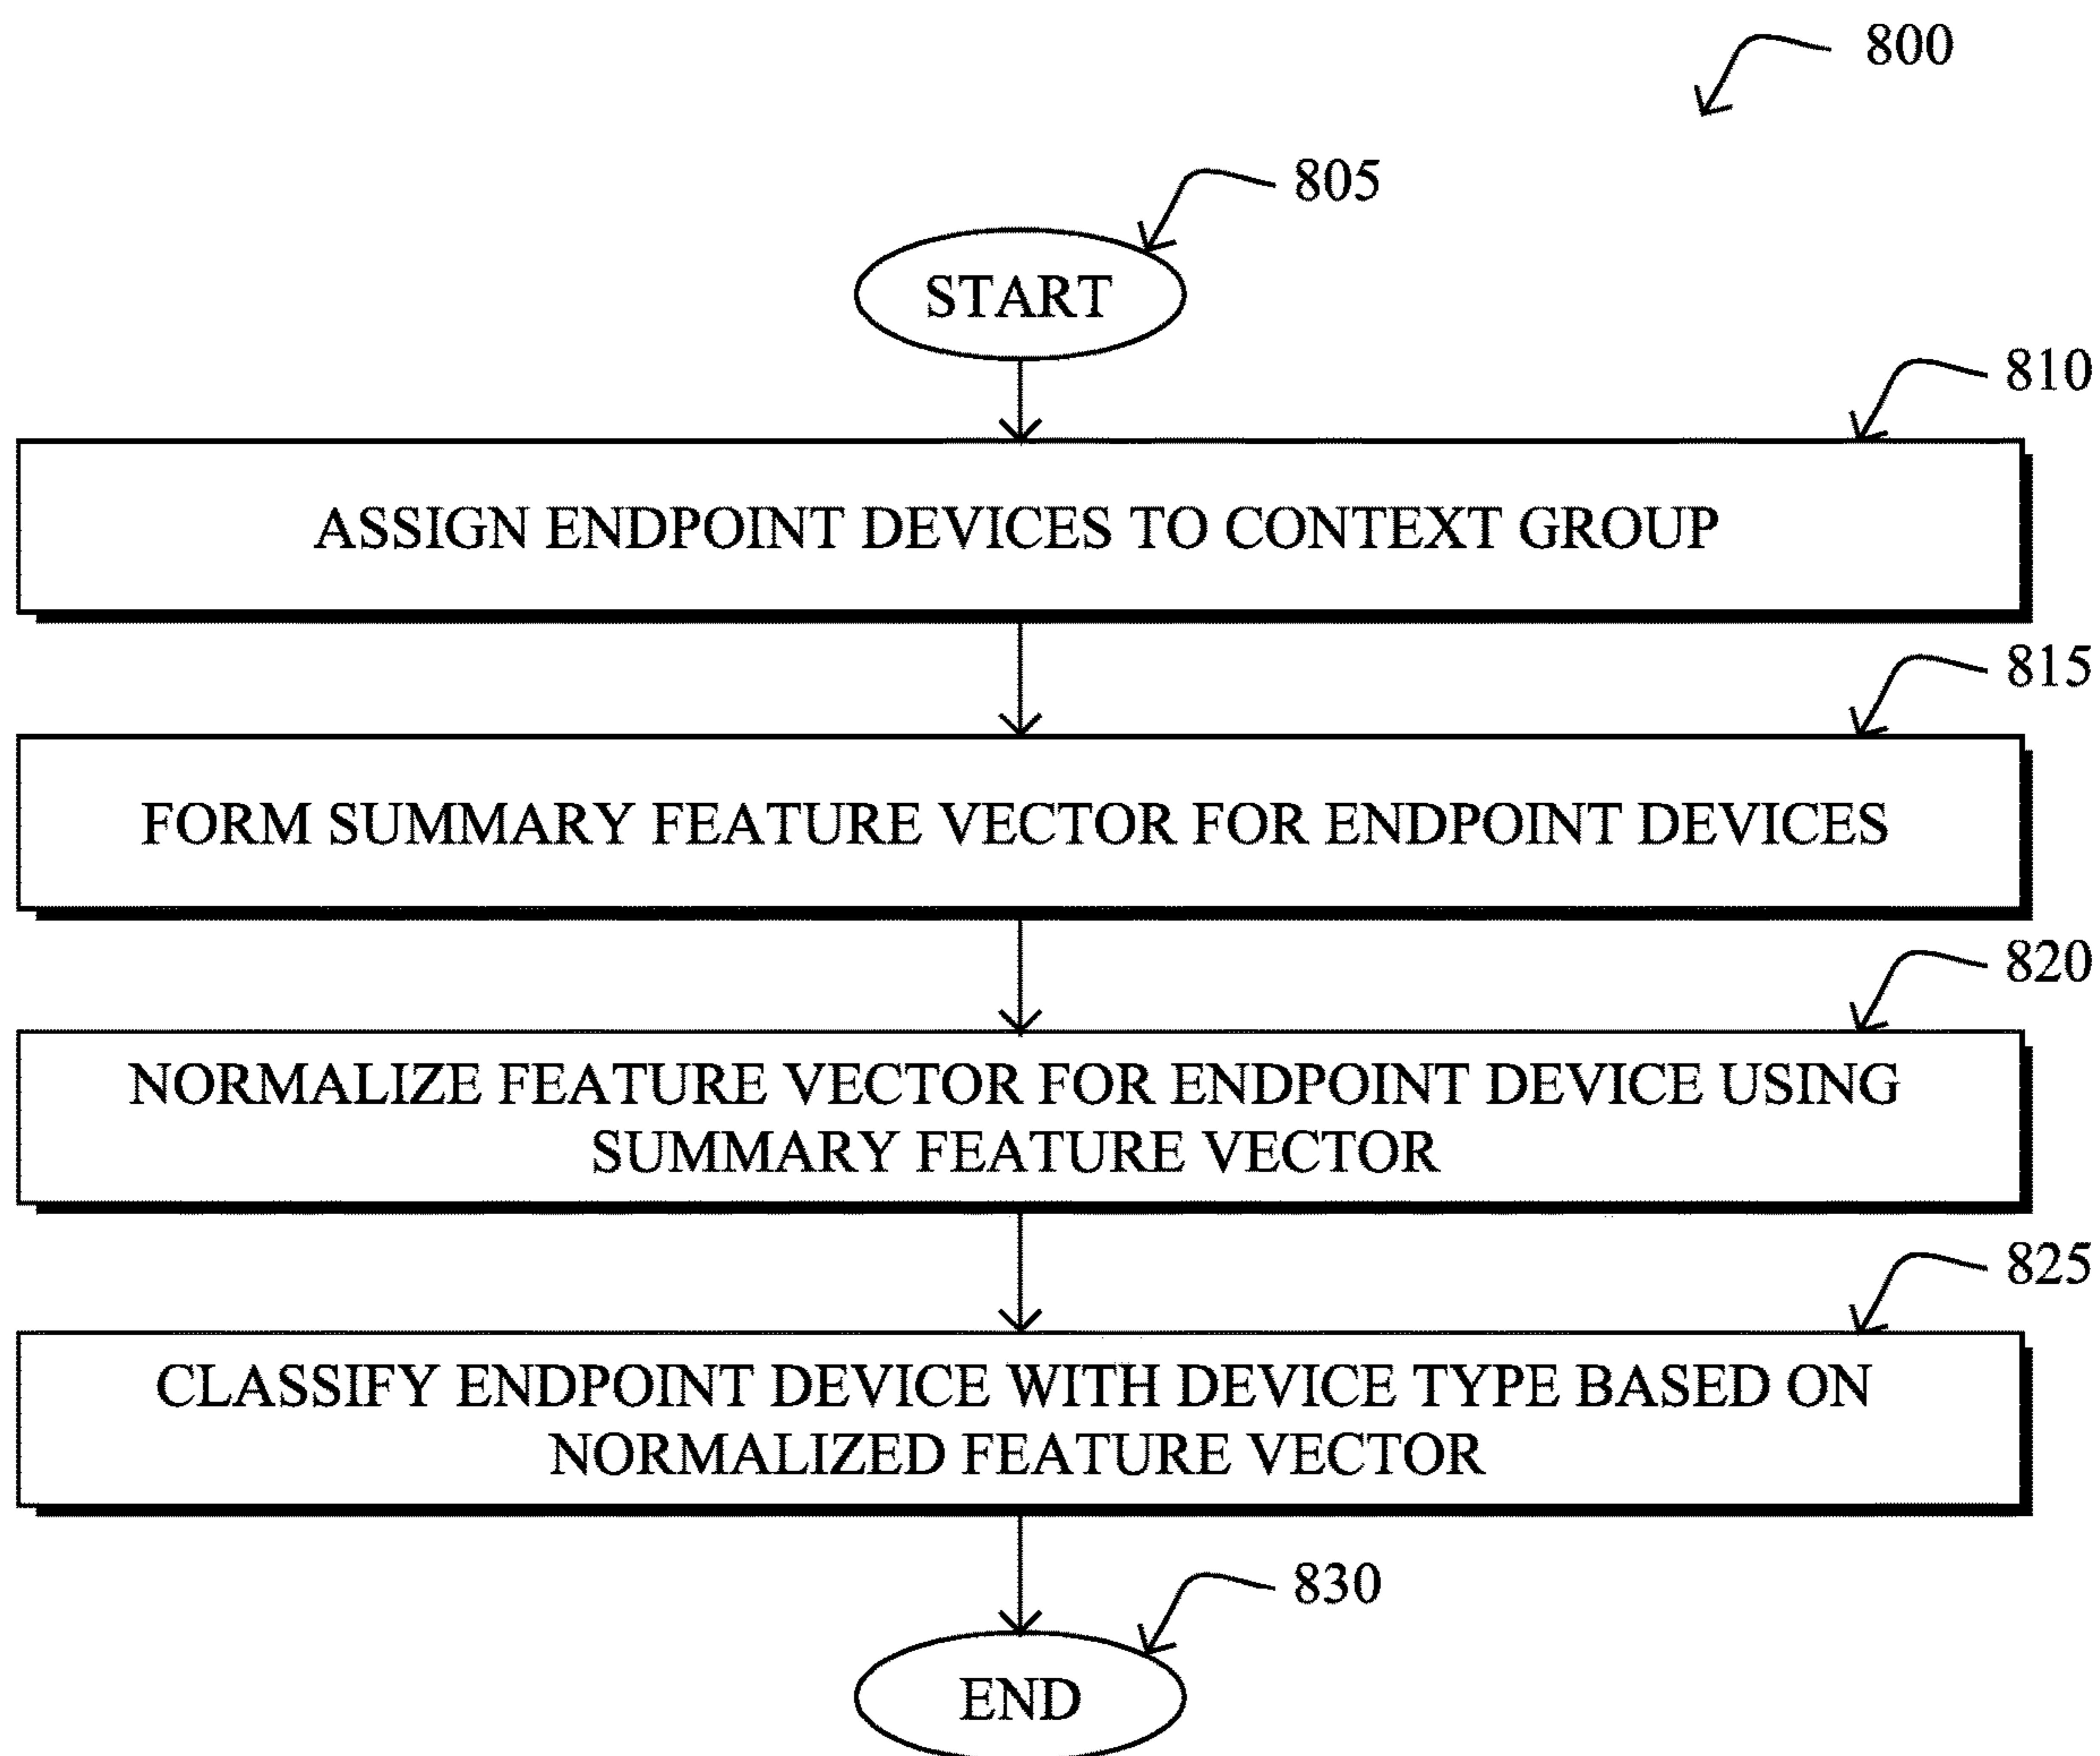 800
805
START
810
ASSIGN ENDPOINT DEVICES TO CONTEXT GROUP
815
FORM SUMMARY FEATURE VECTOR FOR ENDPOINT DEVICES
820
NORMALIZE FEATURE VECTOR FOR ENDPOINT DEVICE USING
SUMMARY FEATURE VECTOR
825
CLASSIFY ENDPOINT DEVICE WITH DEVICE TYPE BASED ON
NORMALIZED FEATURE VECTOR
830
END